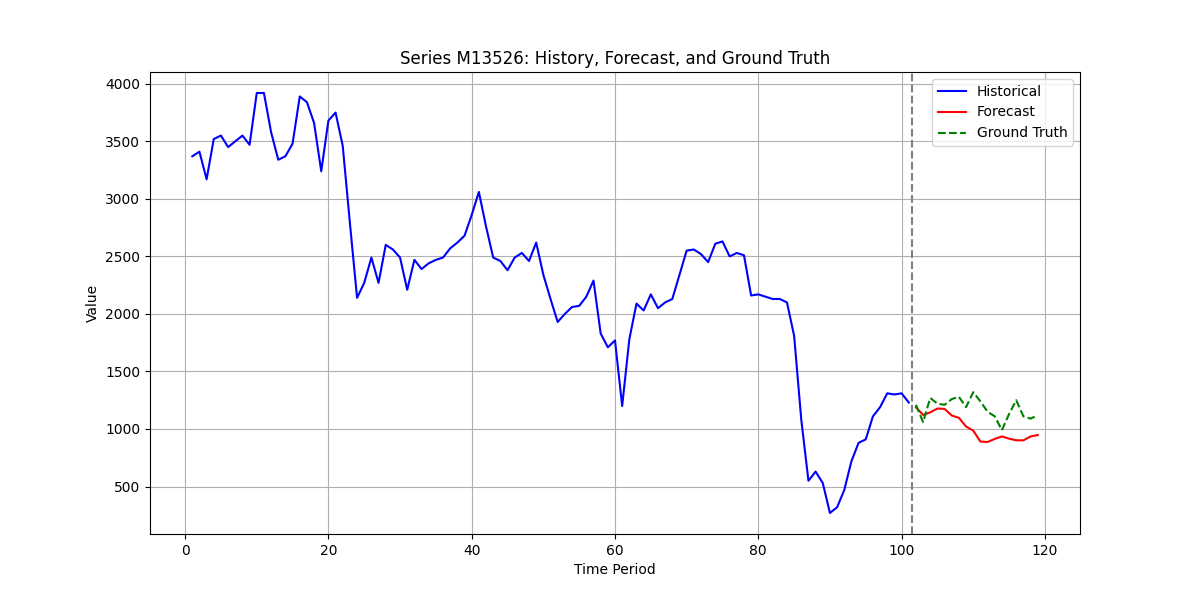 Series M13526: History, Forecast, and Ground Truth
Historical
Forecast
Ground Truth
Value
4000
3500
3000
2500
2000
1500
1000
500
0 20 40 60 80 100 120
Time Period